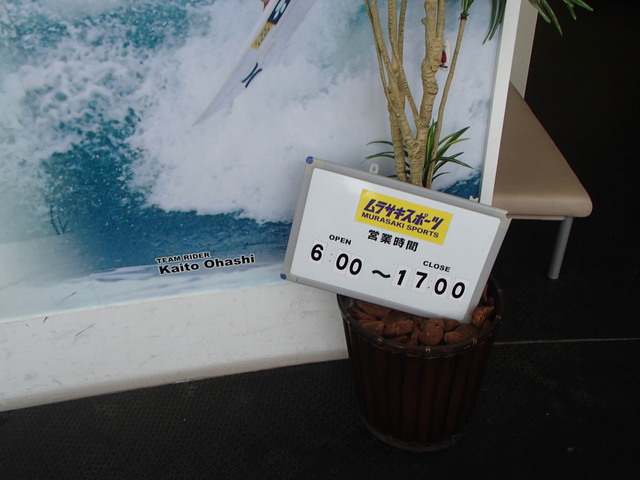 TEAM RIDER
Kaito Ohashi
ムラサキスポーツ
MURASAKI SPORTS
営業時間
OPEN CLOSE
6:00〜17:00